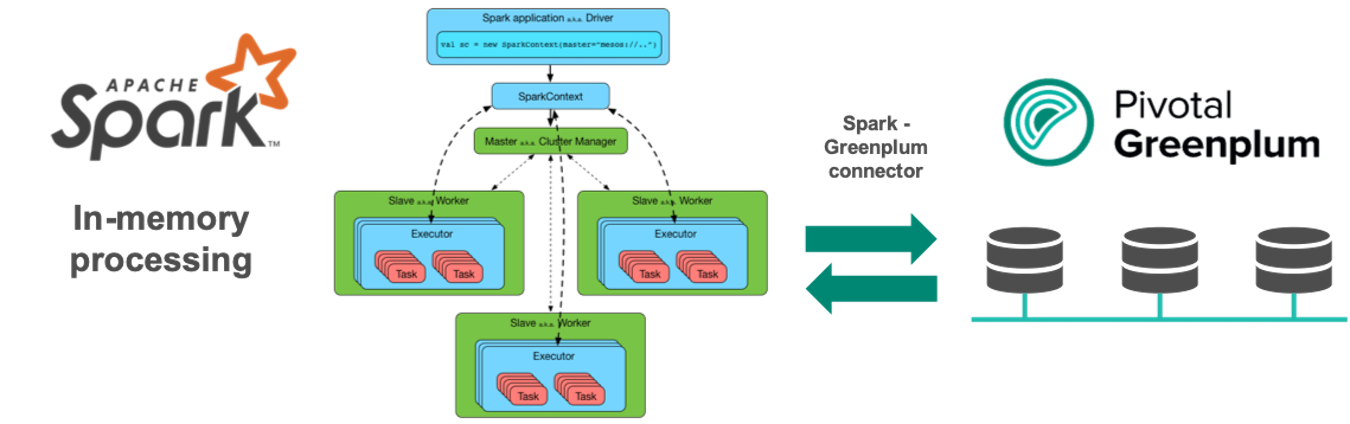 APACHE
Spark™
In-memory
processing
Spark application a.k.a. Driver
val sc = new SparkContext(master="mesos://..")
SparkContext
Master a.k.a. Cluster Manager
Slave a.k.a. Worker
Executor
Task
Task
Slave a.k.a. Worker
Executor
Task
Task
Slave a.k.a. Worker
Executor
Task
Task
Spark -
Greenplum
connector
Pivotal
Greenplum